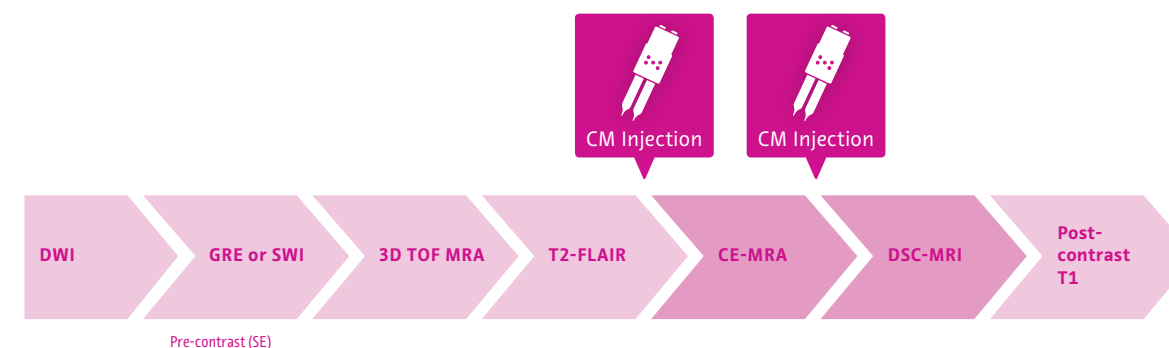 CM Injection
CM Injection
DWI
GRE or SWI
3D TOF MRA
T2-FLAIR
CE-MRA
DSC-MRI
Post-
contrast
T1
Pre-contrast (SE)